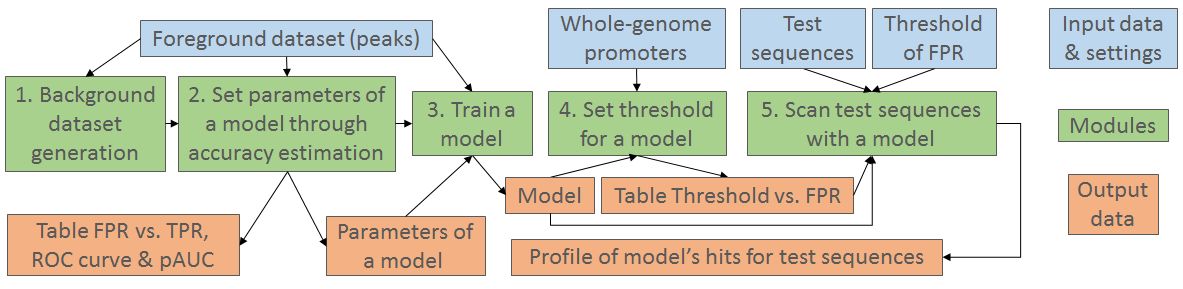 Foreground dataset (peaks)
Whole-genome
promoters
Test
sequences
Threshold
of FPR
Input data
& settings
1. Background
dataset
generation
2. Set parameters of
a model through
accuracy estimation
3. Train a
model
4. Set threshold
for a model
5. Scan test sequences
with a model
Modules
Model
Table Threshold vs. FPR
Output
data
Table FPR vs. TPR,
ROC curve & pAUC
Parameters of
a model
Profile of model's hits for test sequences